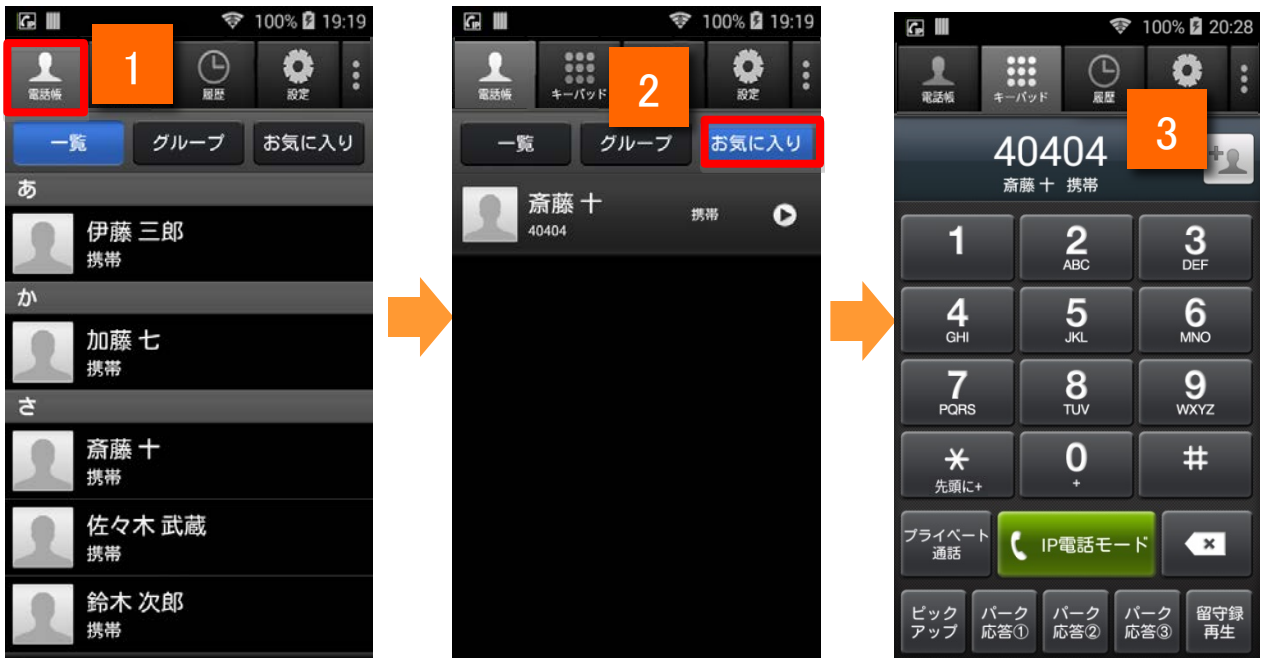 100% 19:19
1
電話帳
履歴
設定
一覧
グループ
お気に入り
あ
伊藤 三郎
携帯
か
加藤 七
携帯
さ
斎藤 十
携帯
佐々木 武蔵
携帯
鈴木 次郎
携帯
100% 19:19
電話帳
キーパッド
2
設定
一覧
グループ
お気に入り
斎藤 十
40404
携帯
100% 20:28
電話帳
キーパッド
履歴
3
40404
斎藤 十 携帯
1
2
ABC
3
DEF
4
GHI
5
JKL
6
MNO
7
PQRS
8
TUV
9
WXYZ
*
先頭に+
0
+
#
プライベート
通話
IP電話モード
ピック
アップ
パーク
応答①
パーク
応答②
パーク
応答③
留守録
再生